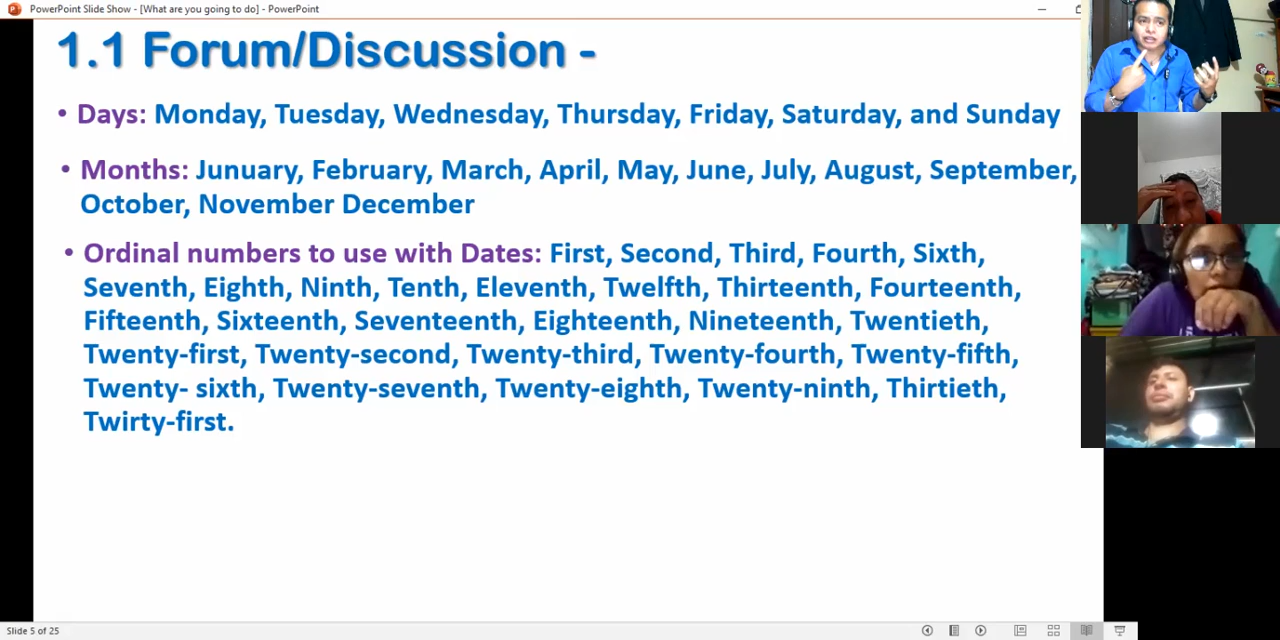 PowerPoint Slide Show - [What are you going to do] - PowerPoint
1.1 Forum/Discussion -
• Days: Monday, Tuesday, Wednesday, Thursday, Friday, Saturday, and Sunday
• Months: Junuary, February, March, April, May, June, July, August, September,
October, November December
• Ordinal numbers to use with Dates: First, Second, Third, Fourth, Sixth,
Seventh, Eighth, Ninth, Tenth, Eleventh, Twelfth, Thirteenth, Fourteenth,
Fifteenth, Sixteenth, Seventeenth, Eighteenth, Nineteenth, Twentieth,
Twenty-first, Twenty-second, Twenty-third, Twenty-fourth, Twenty-fifth,
Twenty- sixth, Twenty-seventh, Twenty-eighth, Twenty-ninth, Thirtieth,
Twirty-first.
Slide 5 of 25